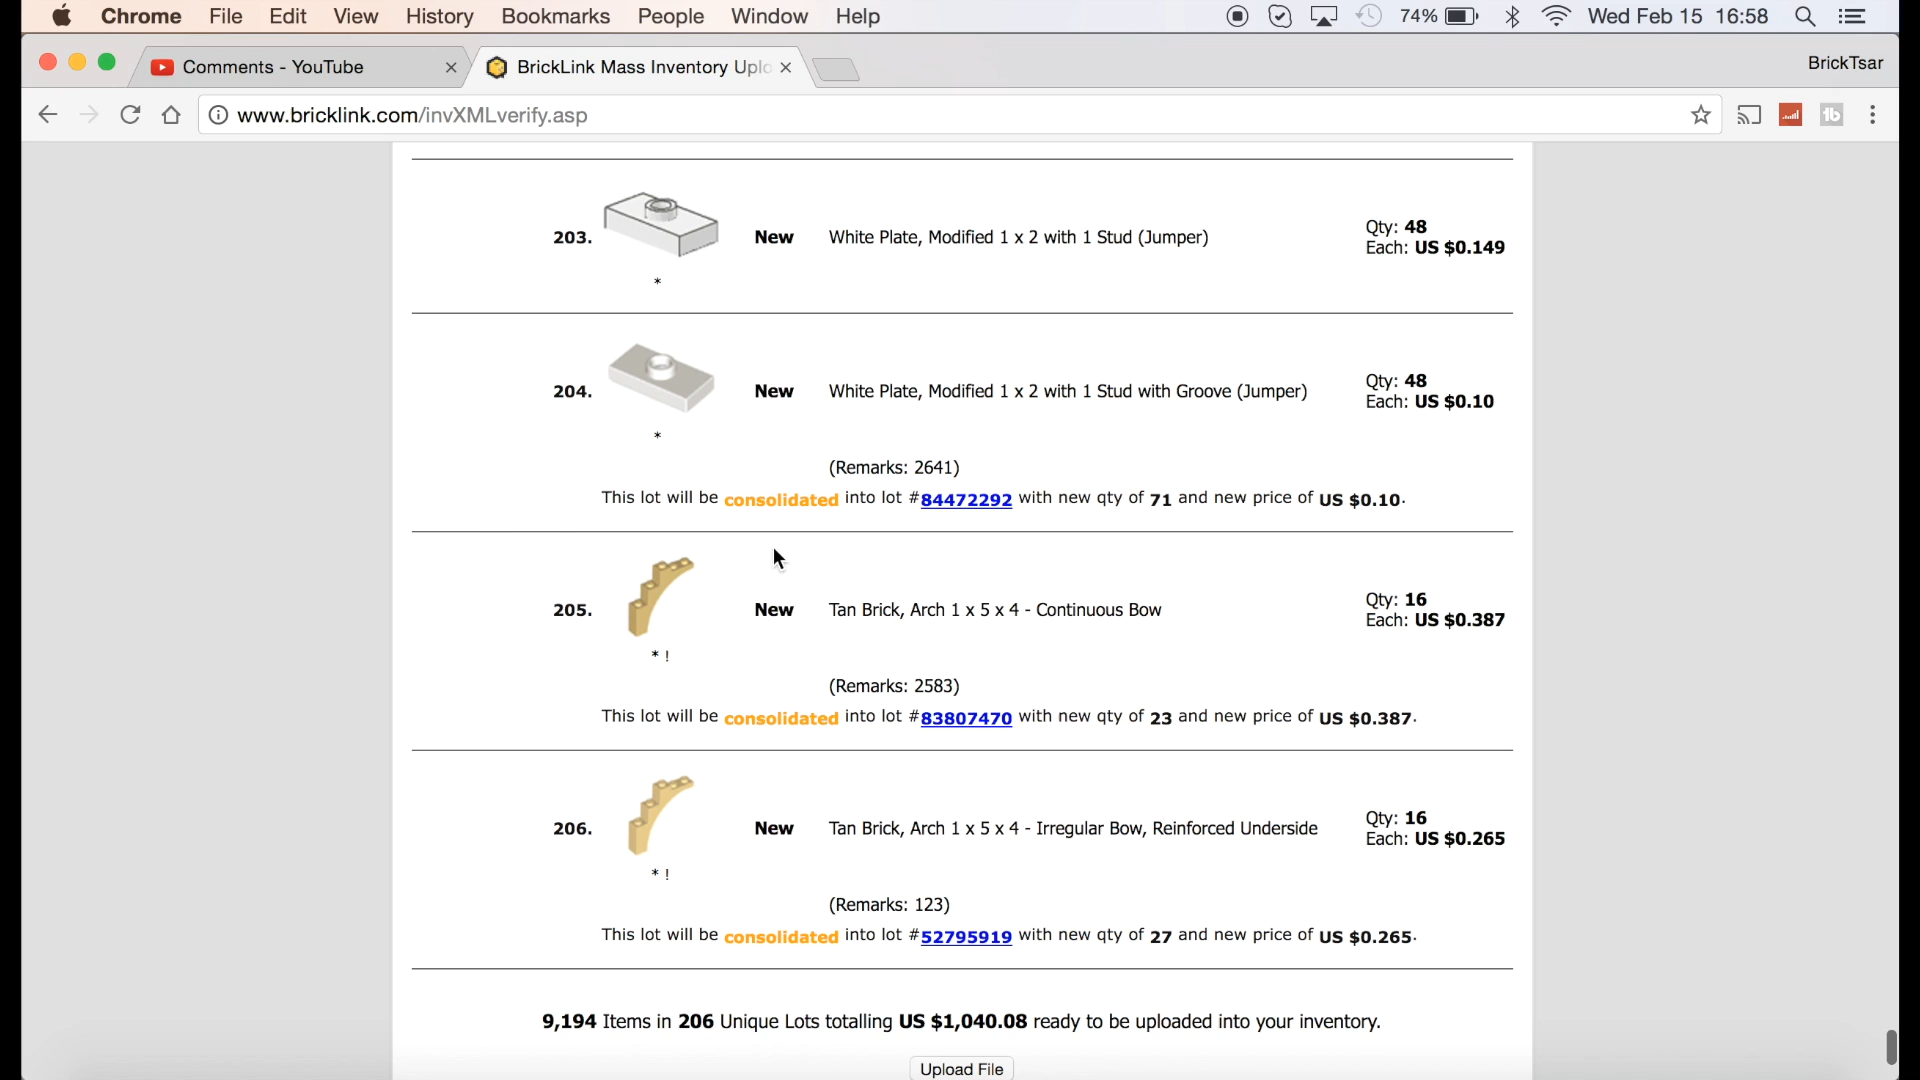 Chrome File Edit View History Bookmarks People Window Help 74% Wed Feb 15 16:58
Comments - YouTube BrickLink Mass Inventory Uplo BrickTsar
www.bricklink.com/invXMLverify.asp
203. New White Plate, Modified 1 x 2 with 1 Stud (Jumper) Qty: 48
Each: US $0.149
*
204. New White Plate, Modified 1 x 2 with 1 Stud with Groove (Jumper) Qty: 48
Each: US $0.10
*
(Remarks: 2641)
This lot will be consolidated into lot #84472292 with new qty of 71 and new price of US $0.10.
205. New Tan Brick, Arch 1 x 5 x 4 - Continuous Bow Qty: 16
Each: US $0.387
* !
(Remarks: 2583)
This lot will be consolidated into lot #83807470 with new qty of 23 and new price of US $0.387.
206. New Tan Brick, Arch 1 x 5 x 4 - Irregular Bow, Reinforced Underside Qty: 16
Each: US $0.265
* !
(Remarks: 123)
This lot will be consolidated into lot #52795919 with new qty of 27 and new price of US $0.265.
9,194 Items in 206 Unique Lots totalling US $1,040.08 ready to be uploaded into your inventory.
Upload File